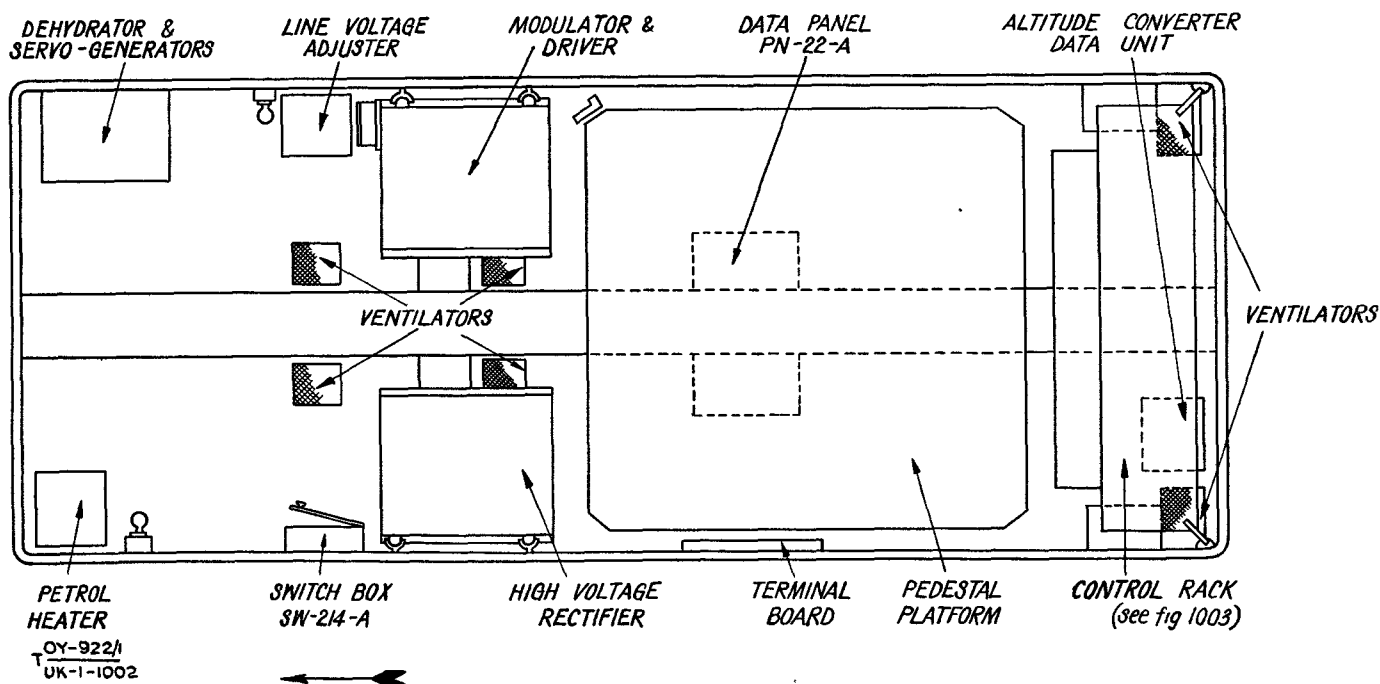 DEHYDRATOR &
SERVO-GENERATORS
LINE VOLTAGE
ADJUSTER
MODULATOR &
DRIVER
DATA PANEL
PN-22-A
ALTITUDE CONVERTER
DATA UNIT
VENTILATORS
VENTILATORS
PETROL
HEATER
SWITCH BOX
SW-214-A
HIGH VOLTAGE
RECTIFIER
TERMINAL
BOARD
PEDESTAL
PLATFORM
CONTROL RACK
(see fig 1003)
T OY-922/1
UK-1-1002